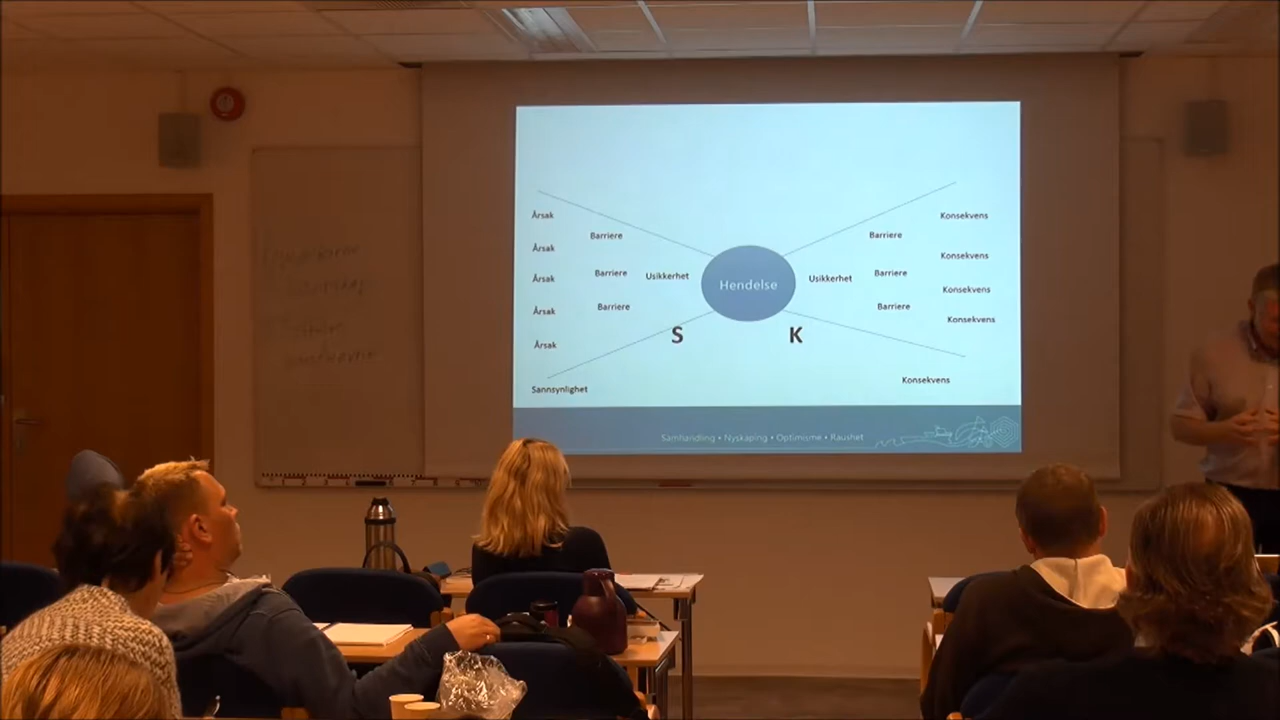 Årsak
Barriere
Årsak
Årsak
Barriere
Usikkerhet
Årsak
Barriere
Årsak
Sannsynlighet
Hendelse
S
K
Konsekvens
Barriere
Konsekvens
Usikkerhet
Barriere
Konsekvens
Barriere
Konsekvens
Konsekvens
Samhandling • Nyskaping • Optimisme • Raushet